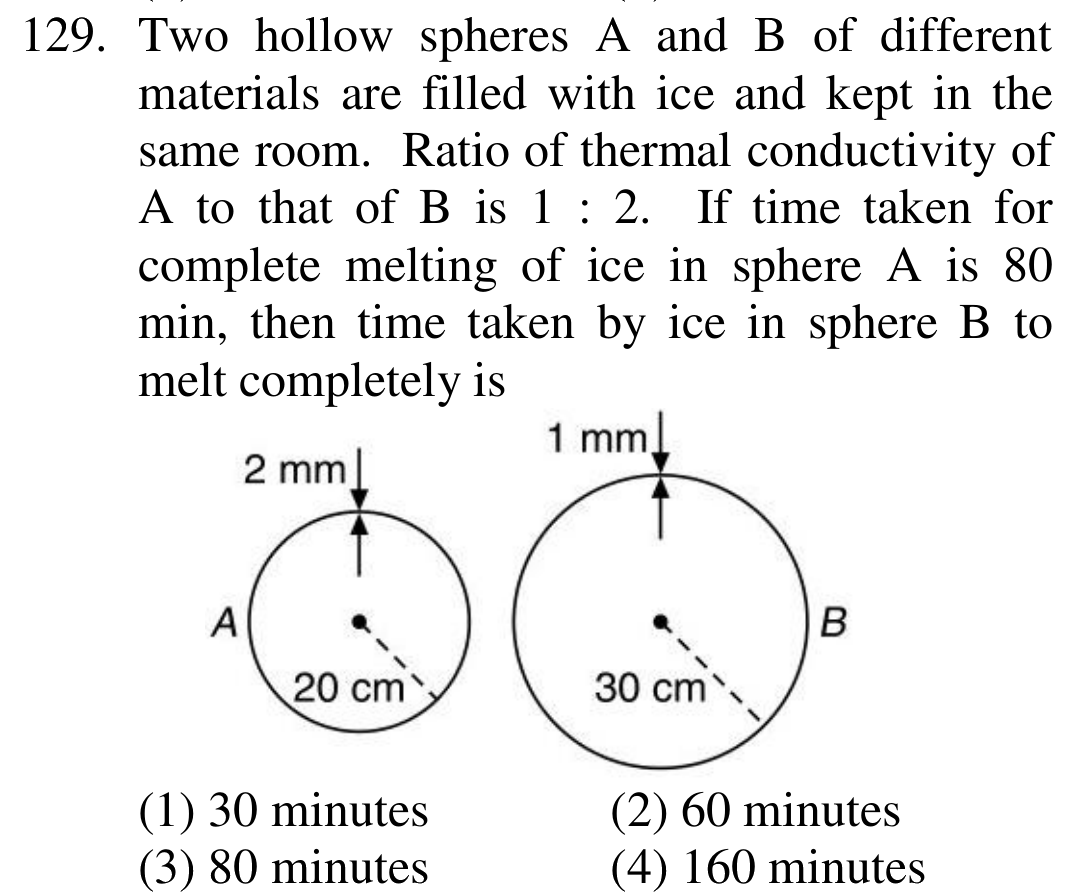 129. Two hollow spheres A and B of different
materials are filled with ice and kept in the
same room. Ratio of thermal conductivity of
A to that of B is 1 : 2. If time taken for
complete melting of ice in sphere A is 80
min, then time taken by ice in sphere B to
melt completely is
1 mm
2 mm
A
B
20 cm
30 cm
(1) 30 minutes (2) 60 minutes
(3) 80 minutes (4) 160 minutes